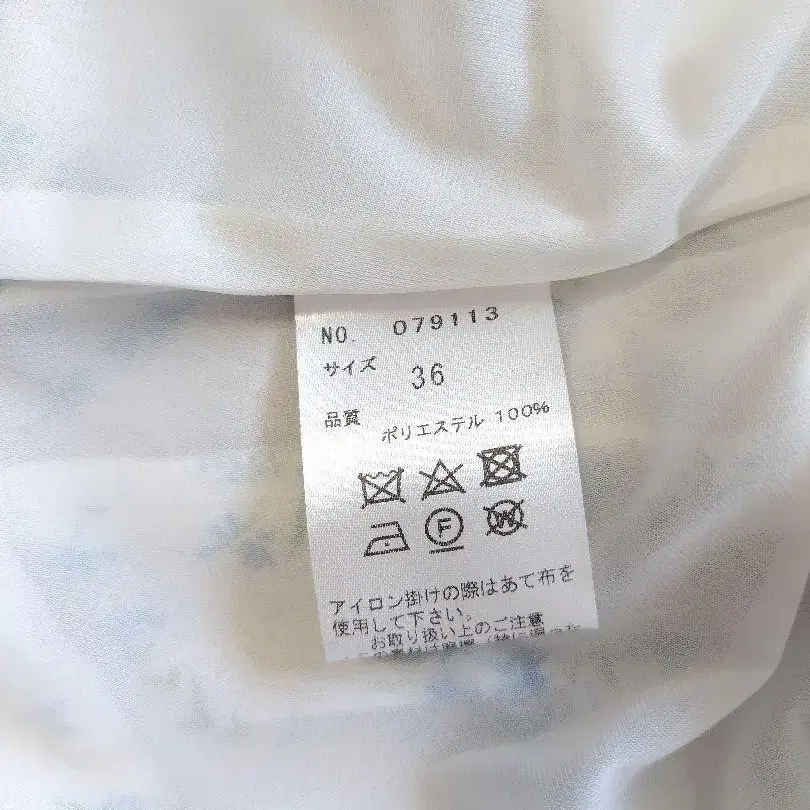 NO. 079113
サイズ 36
品質 ポリエステル 100%
F
W
アイロン掛けの際はあて布を
使用して下さい。
お取り扱い上のご注意